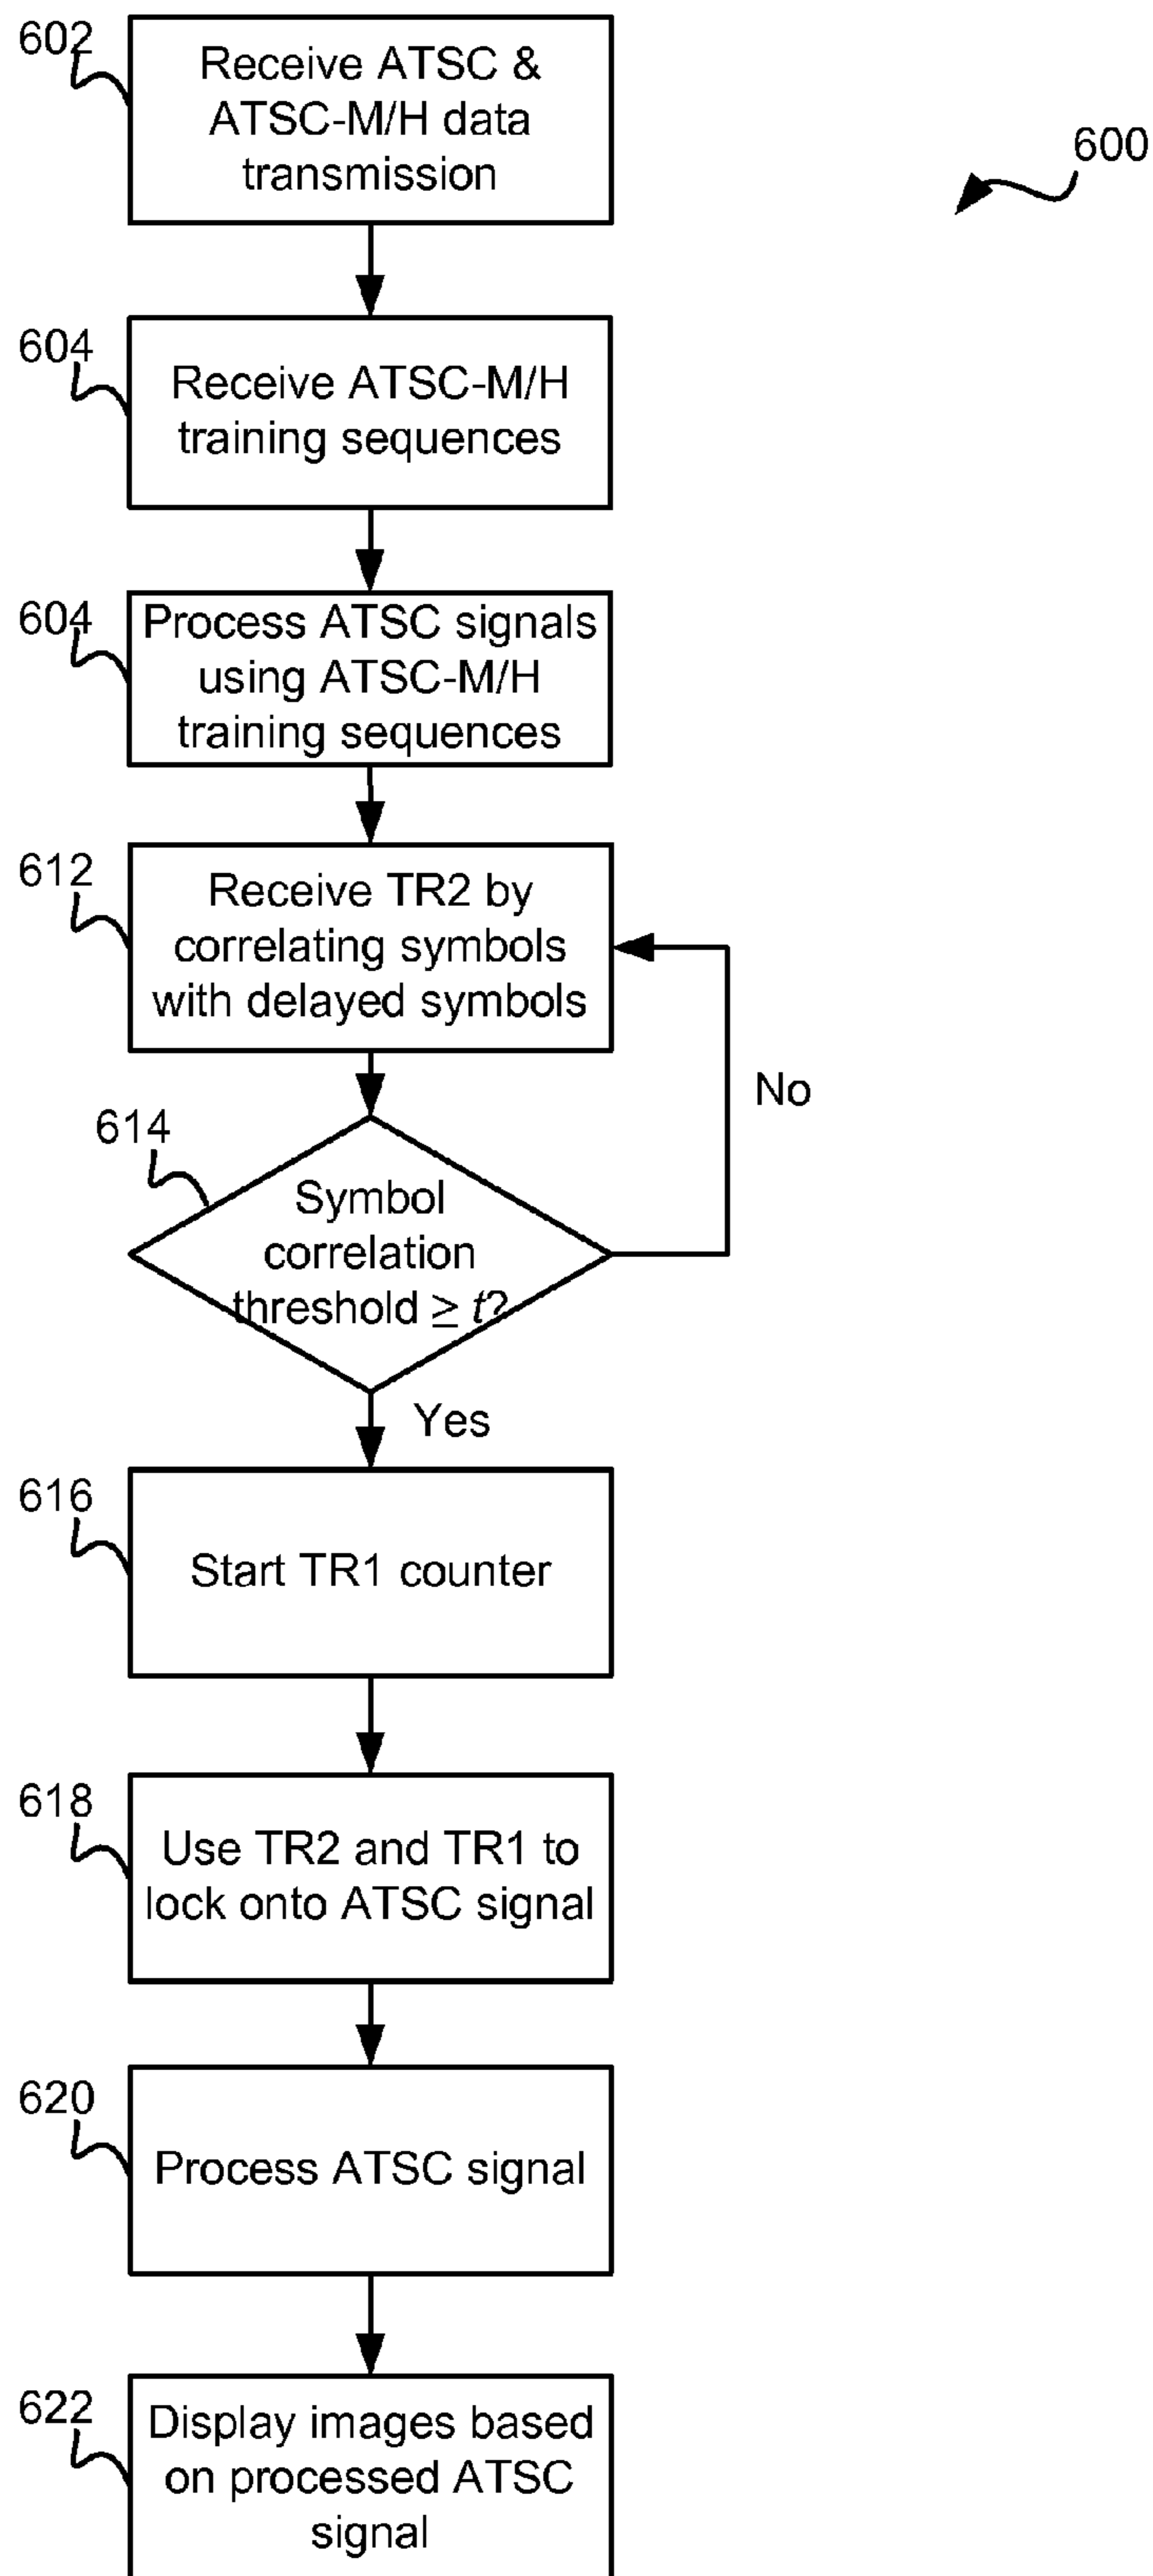 602
Receive ATSC &
ATSC-M/H data
transmission
600
604
Receive ATSC-M/H
training sequences
604
Process ATSC signals
using ATSC-M/H
training sequences
612
Receive TR2 by
correlating symbols
with delayed symbols
No
614
Symbol
correlation
threshold ≥ t?
Yes
616
Start TR1 counter
618
Use TR2 and TR1 to
lock onto ATSC signal
620
Process ATSC signal
622
Display images based
on processed ATSC
signal